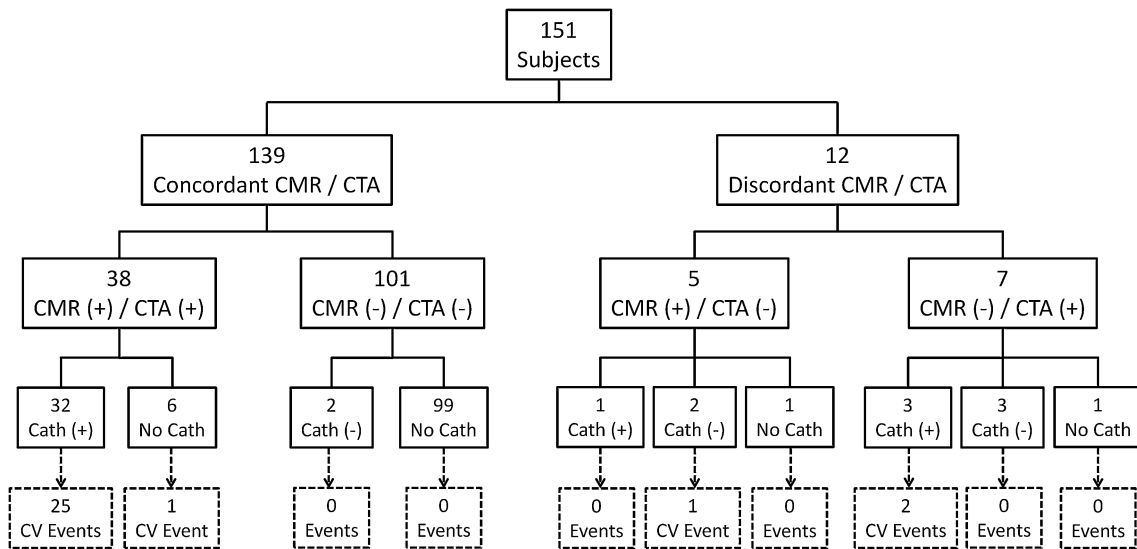 151
Subjects
139
Concordant CMR / CTA
12
Discordant CMR / CTA
38
CMR (+) / CTA (+)
101
CMR (-) / CTA (-)
5
CMR (+) / CTA (-)
7
CMR (-) / CTA (+)
32
Cath (+)
6
No Cath
2
Cath (-)
99
No Cath
1
Cath (+)
2
Cath (-)
1
No Cath
3
Cath (+)
3
Cath (-)
1
No Cath
25
CV Events
1
CV Event
0
Events
0
Events
0
Events
1
CV Event
0
Events
2
CV Events
0
Events
0
Events